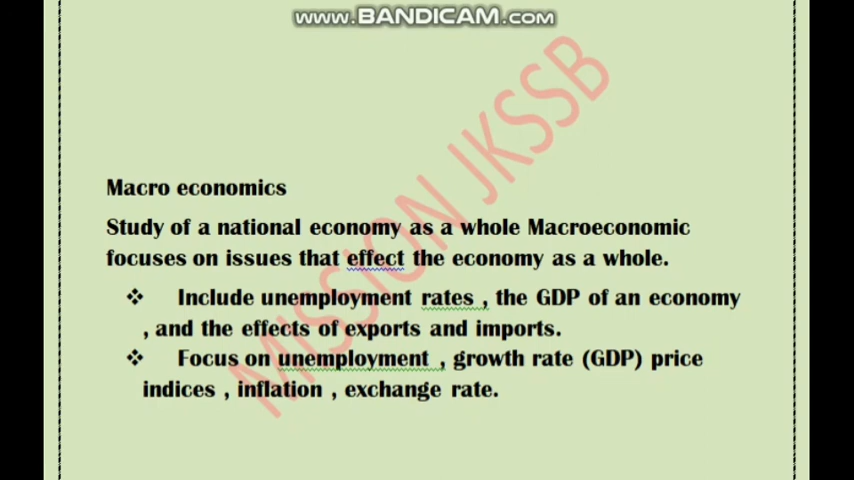 www.BANDICAM.com
MISSION JKSSB
Macro economics
Study of a national economy as a whole Macroeconomic
focuses on issues that effect the economy as a whole.
❖ Include unemployment rates , the GDP of an economy
, and the effects of exports and imports.
❖ Focus on unemployment , growth rate (GDP) price
indices , inflation , exchange rate.